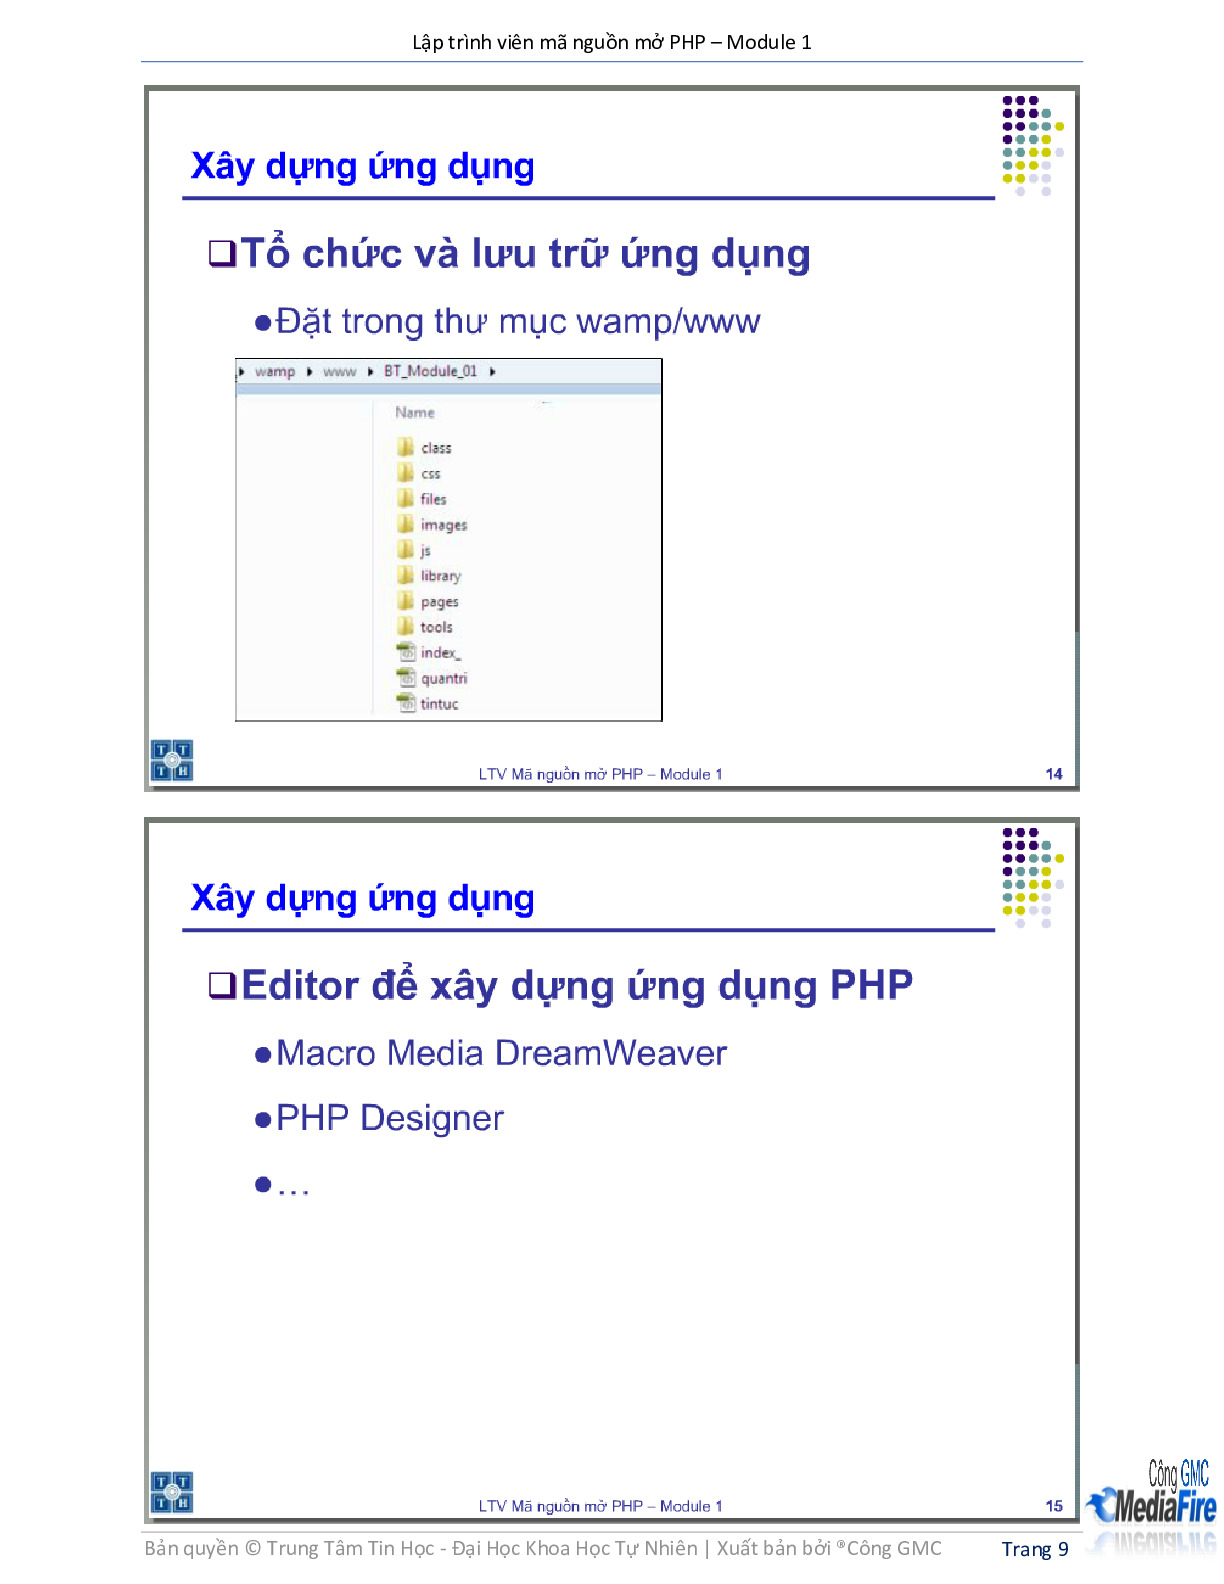 Lập trình viên mã nguồn mở PHP – Module 1
Xây dựng ứng dụng
Tổ chức và lưu trữ ứng dụng
Đặt trong thư mục wamp/www
wamp www BT_Module_01
Name
class
css
files
images
js
library
pages
tools
index_
quantri
tintuc
T T
T H
LTV Mã nguồn mở PHP – Module 1 14
Xây dựng ứng dụng
Editor để xây dựng ứng dụng PHP
Macro Media DreamWeaver
PHP Designer
...
T T
T H
LTV Mã nguồn mở PHP – Module 1 15
Công GMC
MediaFire
Bản quyền © Trung Tâm Tin Học - Đại Học Khoa Học Tự Nhiên | Xuất bản bởi ®Công GMC Trang 9